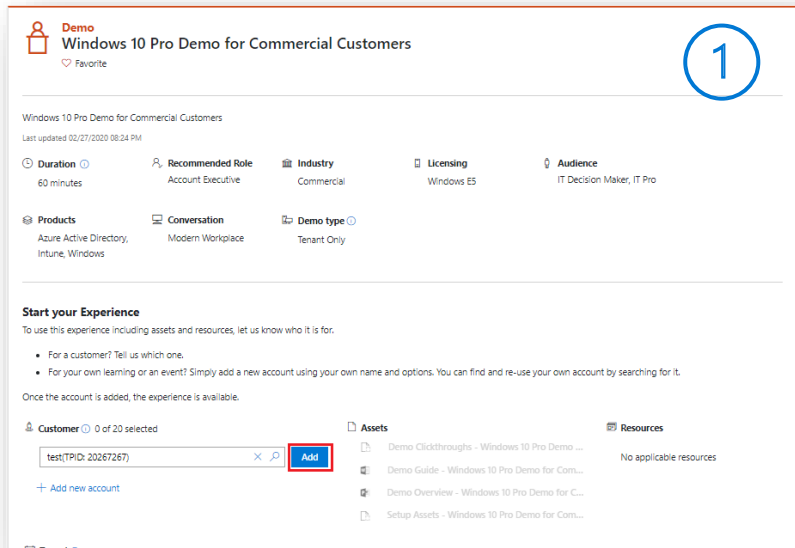 Demo
Windows 10 Pro Demo for Commercial Customers
Favorite
1
Windows 10 Pro Demo for Commercial Customers
Last updated 02/27/2020 08:24 PM
Duration
60 minutes
Recommended Role
Account Executive
Industry
Commercial
Licensing
Windows E5
Audience
IT Decision Maker, IT Pro
Products
Azure Active Directory,
Intune, Windows
Conversation
Modern Workplace
Demo type
Tenant Only
Start your Experience
To use this experience including assets and resources, let us know who it is for.
• For a customer? Tell us which one.
• For your own learning or an event? Simply add a new account using your own name and options. You can find and re-use your own account by searching for it.
Once the account is added, the experience is available.
Customer 0 of 20 selected
test(TPID: 20267267)
Add
+ Add new account
Assets
Demo Clickthroughs - Windows 10 Pro Demo ...
Demo Guide - Windows 10 Pro Demo for Com...
Demo Overview - Windows 10 Pro Demo for C...
Setup Assets - Windows 10 Pro Demo for Com...
Resources
No applicable resources